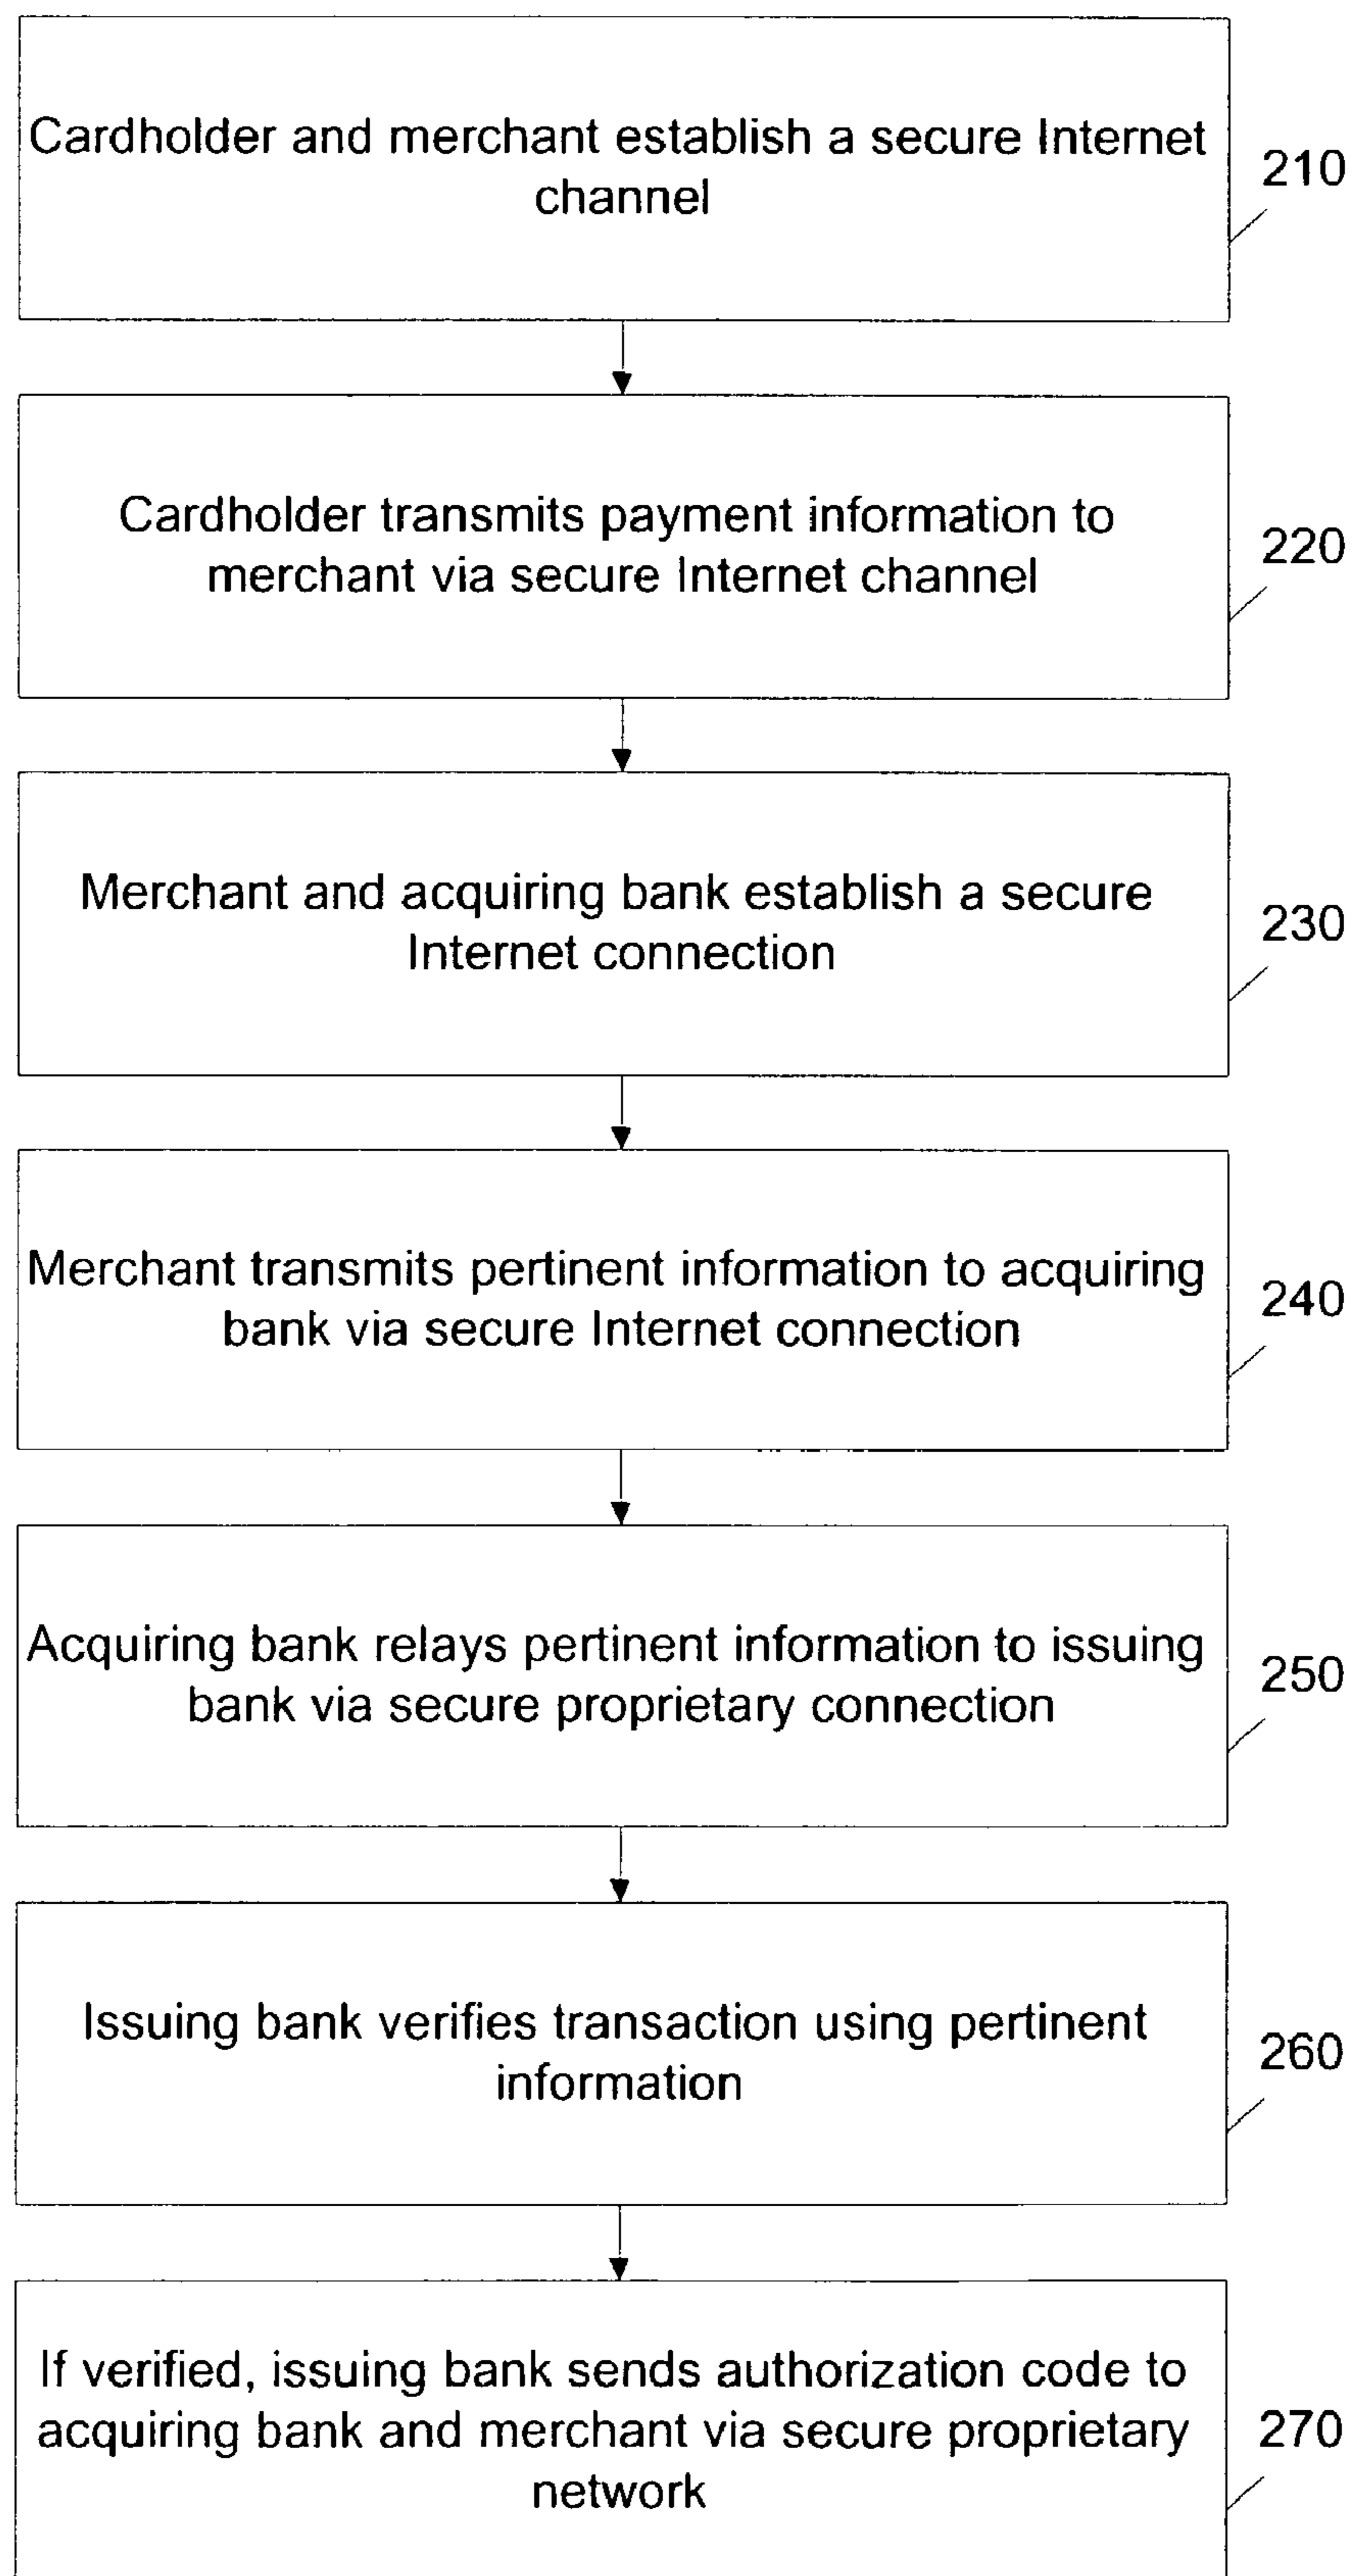 Cardholder and merchant establish a secure Internet
channel
210
Cardholder transmits payment information to
merchant via secure Internet channel
220
Merchant and acquiring bank establish a secure
Internet connection
230
Merchant transmits pertinent information to acquiring
bank via secure Internet connection
240
Acquiring bank relays pertinent information to issuing
bank via secure proprietary connection
250
Issuing bank verifies transaction using pertinent
information
260
If verified, issuing bank sends authorization code to
acquiring bank and merchant via secure proprietary
network
270